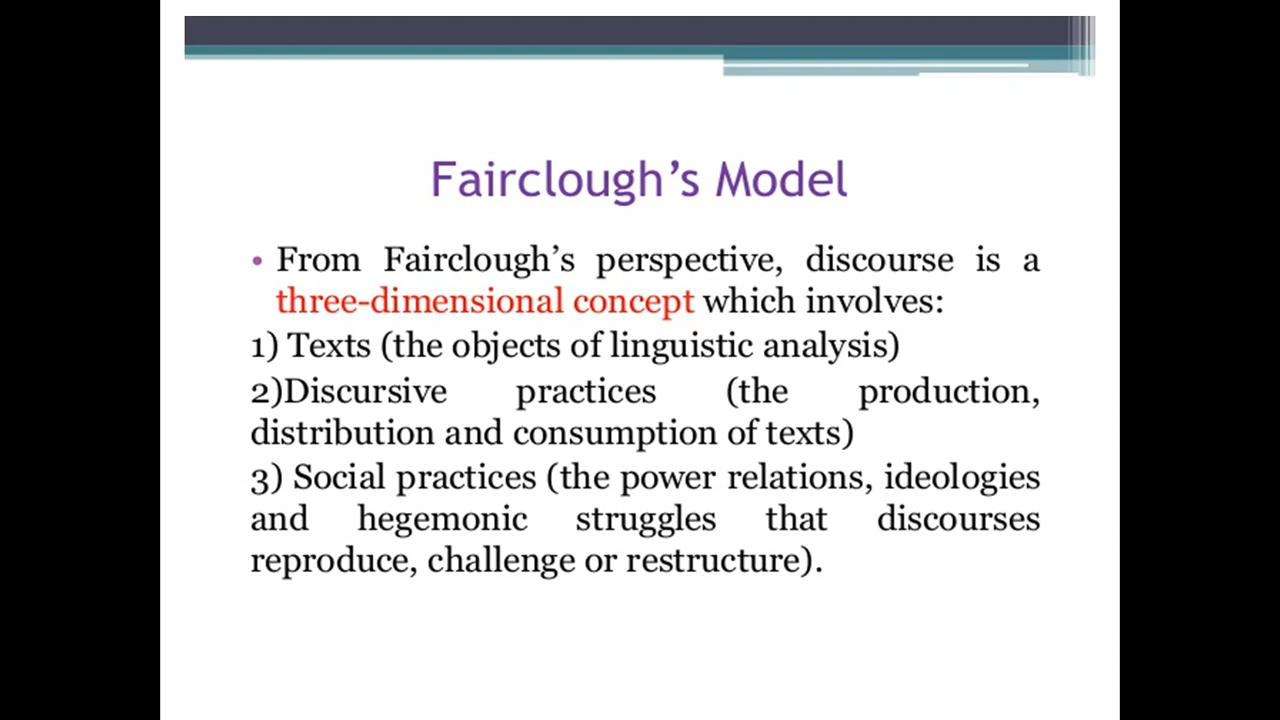 Fairclough’s Model
• From Fairclough’s perspective, discourse is a
three-dimensional concept which involves:
1) Texts (the objects of linguistic analysis)
2)Discursive practices (the production,
distribution and consumption of texts)
3) Social practices (the power relations, ideologies
and hegemonic struggles that discourses
reproduce, challenge or restructure).